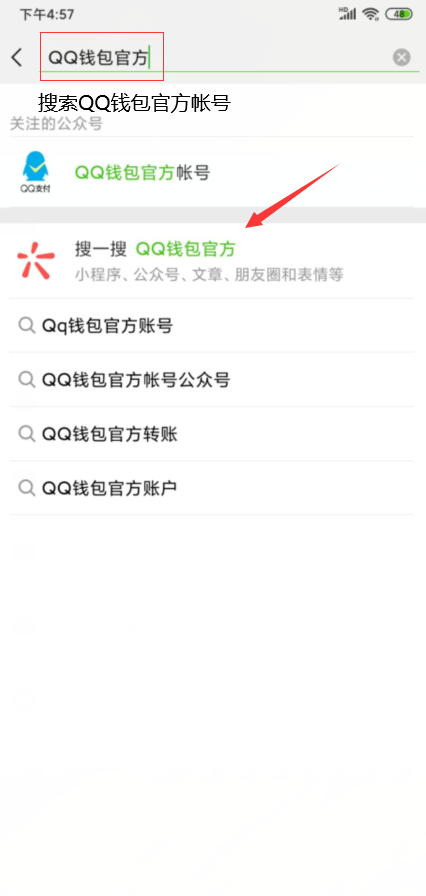 下午4:57
HD
48
QQ钱包官方
搜索QQ钱包官方帐号
关注的公众号
QQ支付
QQ钱包官方帐号
搜一搜 QQ钱包官方
小程序、公众号、文章、朋友圈和表情等
Qq钱包官方账号
QQ钱包官方帐号公众号
QQ钱包官方转账
QQ钱包官方账户